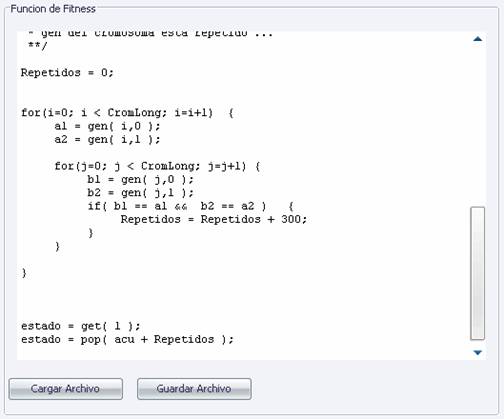 Funcion de Fitness
* gen del cromosoma esta repetido ...
**/
Repetidos = 0;
for(i=0; i < CromLong; i=i+1) {
a1 = gen( i,0 );
a2 = gen( i,1 );
for(j=0; j < CromLong; j=j+1) {
b1 = gen( j,0 );
b2 = gen( j,1 );
if( b1 == a1 && b2 == a2 ) {
Repetidos = Repetidos + 300;
}
}
}
estado = get( 1 );
estado = pop( acu + Repetidos );
Cargar Archivo
Guardar Archivo